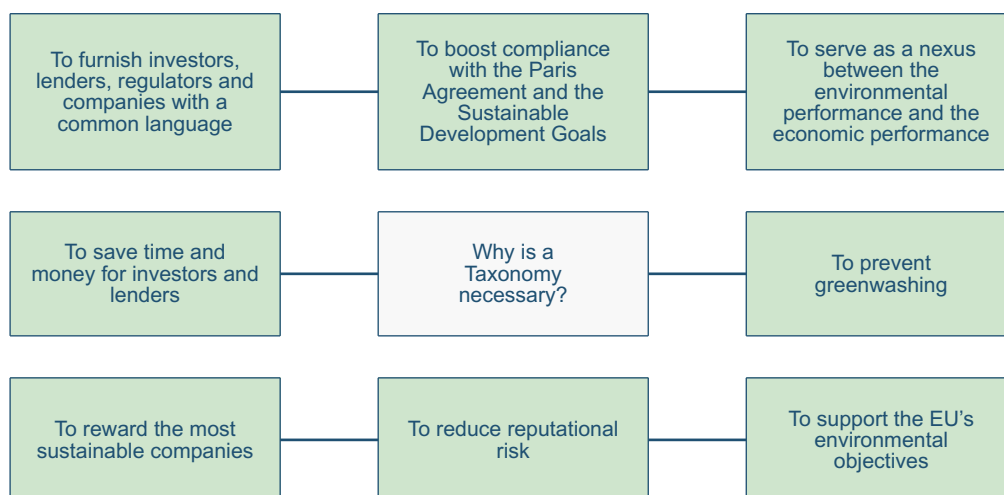 To furnish investors,
lenders, regulators and
companies with a
common language
To boost compliance
with the Paris
Agreement and the
Sustainable
Development Goals
To serve as a nexus
between the
environmental
performance and the
economic performance
To save time and
money for investors and
lenders
Why is a
Taxonomy
necessary?
To prevent
greenwashing
To reward the most
sustainable companies
To reduce reputational
risk
To support the EU’s
environmental
objectives